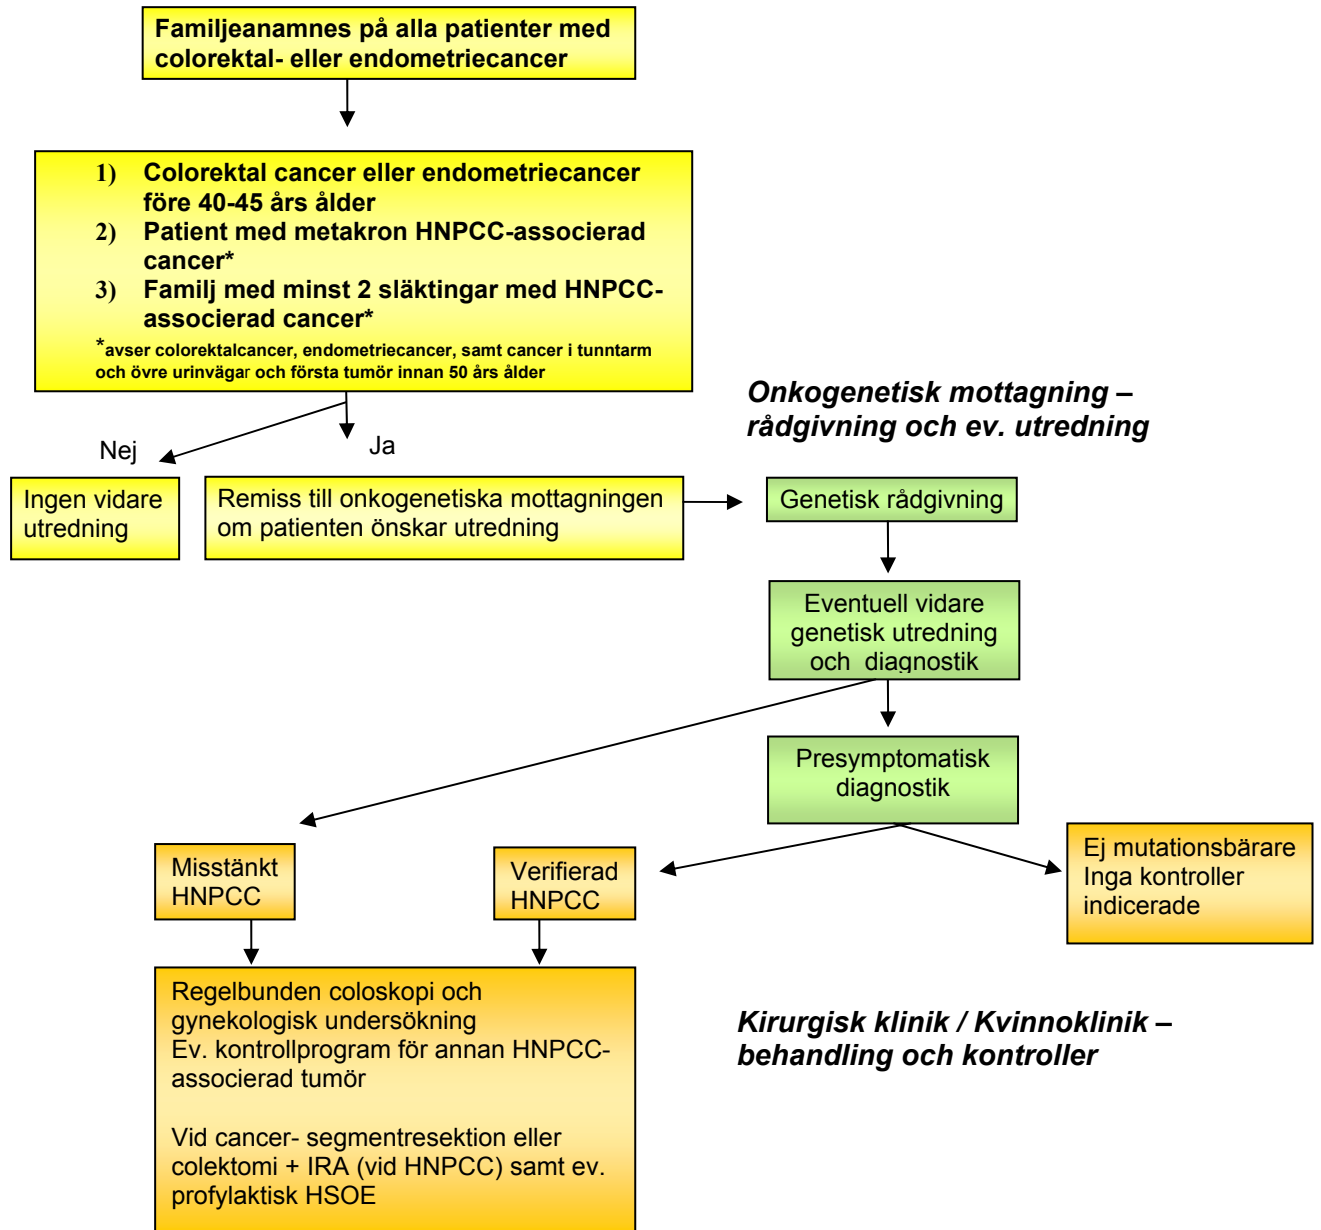 Familjeanamnes på alla patienter med
colorektal- eller endometriecancer
1) Colorektal cancer eller endometriecancer
före 40-45 års ålder
2) Patient med metakron HNPCC-associerad
cancer*
3) Familj med minst 2 släktingar med HNPCC-
associerad cancer*
*avser colorektalcancer, endometriecancer, samt cancer i tunntarm
och övre urinvägar och första tumör innan 50 års ålder
Onkogenetisk mottagning –
rådgivning och ev. utredning
Nej
Ja
Ingen vidare
utredning
Remiss till onkogenetiska mottagningen
om patienten önskar utredning
Genetisk rådgivning
Eventuell vidare
genetisk utredning
och diagnostik
Presymptomatisk
diagnostik
Misstänkt
HNPCC
Verifierad
HNPCC
Ej mutationsbärare
Inga kontroller
indicerade
Regelbunden coloskopi och
gynekologisk undersökning
Ev. kontrollprogram för annan HNPCC-
associerad tumör
Vid cancer- segmentresektion eller
colektomi + IRA (vid HNPCC) samt ev.
profylaktisk HSOE
Kirurgisk klinik / Kvinnoklinik –
behandling och kontroller